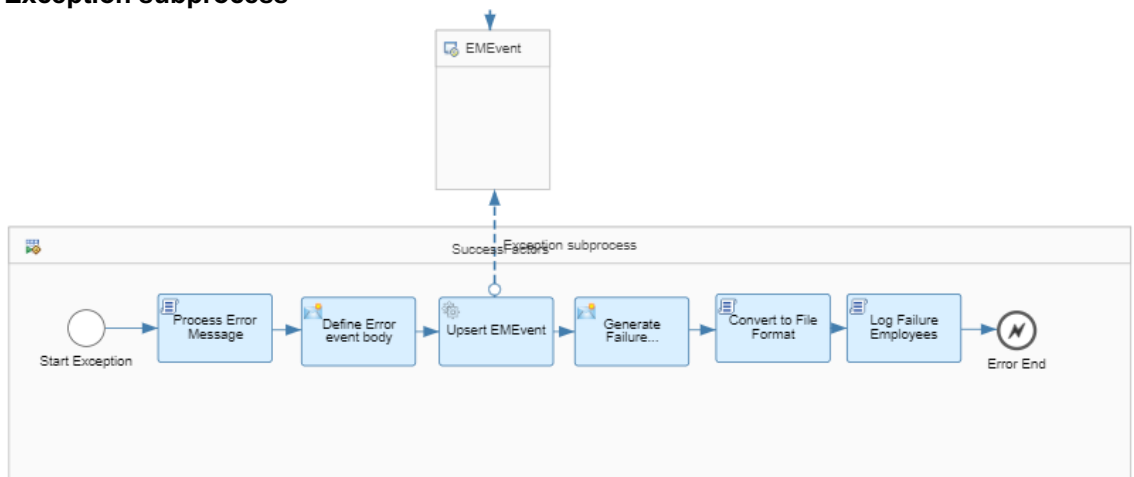 Exception subprocess
EMEvent
SuccessFactors
Exception subprocess
Start Exception
Process Error
Message
Define Error
event body
Upsert EMEvent
Generate
Failure...
Convert to File
Format
Log Failure
Employees
Error End